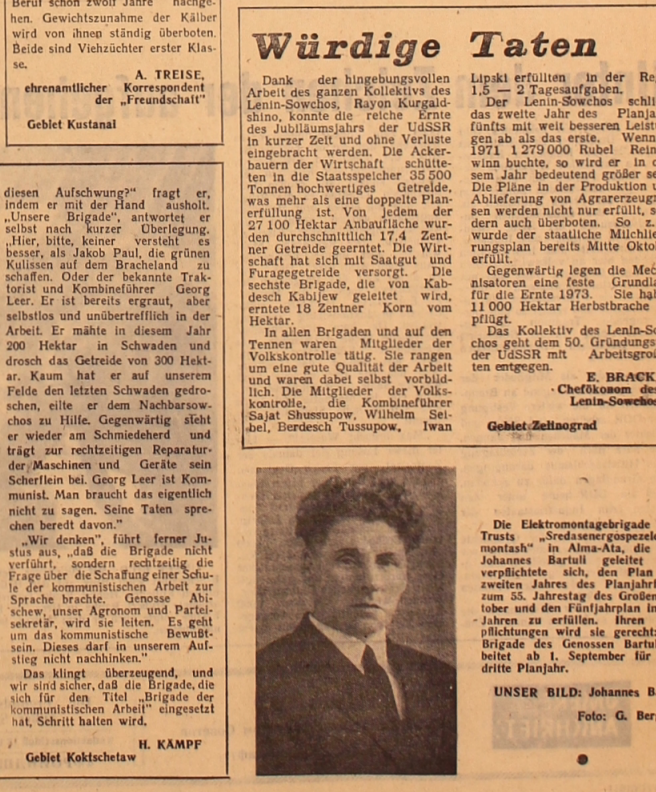 Beruf schon zwölf Jahre nachge-
hen. Gewichtszunahme der Kälber
wird von ihnen ständig überboten.
Beide sind Viehzüchter erster Klas-
se.
A. TREISE,
ehrenamtlicher Korrespondent
der „Freundschaft"
Gebiet Kustanai
diesen Aufschwung?" fragt er,
indem er mit der Hand ausholt.
„Unsere Brigade", antwortet er
selbst nach kurzer Überlegung.
„Hier, bitte, keiner versteht es
besser, als Jakob Paul, die grünen
Kulissen auf dem Bracheland zu
schaffen. Oder der bekannte Trak-
torist und Kombineführer Georg
Leer. Er ist bereits ergraut, aber
selbstlos und unübertrefflich in der
Arbeit. Er mähte in diesem Jahr
200 Hektar in Schwaden und
drosch das Getreide von 300 Hekt-
ar. Kaum hat er auf unserem
Felde den letzten Schwaden gedro-
schen, eilte er dem Nachbarsow-
chos zu Hilfe. Gegenwärtig steht
er wieder am Schmiedeherd und
trägt zur rechtzeitigen Reparatur
der Maschinen und Geräte sein
Scherflein bei. Georg Leer ist Kom-
munist. Man braucht das eigentlich
nicht zu sagen. Seine Taten spre-
chen beredt davon."
„Wir denken", führt ferner Ju-
stus aus, „daß die Brigade nicht
verführt, sondern rechtzeitig die
Frage über die Schaffung einer Schu-
le der kommunistischen Arbeit zur
Sprache brachte. Genosse Abi-
schew, unser Agronom und Partei-
sekretär, wird sie leiten. Es geht
um das kommunistische Bewußt-
sein. Dieses darf in unserem Auf-
stieg nicht nachhinken."
Das klingt überzeugend, und
wir sind sicher, daß die Brigade, die
sich für den Titel „Brigade der
kommunistischen Arbeit" eingesetzt
hat, Schritt halten wird.
H. KÄMPF
Gebiet Koktschetaw
Würdige Taten
Dank der hingebungsvollen
Arbeit des ganzen Kollektivs des
Lenin-Sowchos, Rayon Kurgald-
shino, konnte die reiche Ernte
des Jubiläumsjahrs der UdSSR
in kurzer Zeit und ohne Verluste
eingebracht werden. Die Acker-
bauern der Wirtschaft schütte-
ten in die Staatsspeicher 35 500
Tonnen hochwertiges Getreide,
was mehr als eine doppelte Plan-
erfüllung ist. Von jedem der
27 100 Hektar Anbaufläche wur-
den durchschnittlich 17,4 Zent-
ner Getreide geerntet. Die Wirt-
schaft hat sich mit Saatgut und
Furagegetreide versorgt. Die
sechste Brigade, die von Kab-
desch Kabijew geleitet wird,
erntete 18 Zentner Korn vom
Hektar.
In allen Brigaden und auf den
Tennen waren Mitglieder der
Volkskontrolle tätig. Sie rangen
um eine gute Qualität der Arbeit
und waren dabei selbst vorbild-
lich. Die Mitglieder der Volks-
kontrolle, die Kombineführer
Sajat Shussupow, Wilhelm Sei-
bel, Berdesch Tussupow, Iwan
Lipski erfüllten in der Re
1,5 — 2 Tagesaufgaben.
Der Lenin-Sowchos schli
das zweite Jahr des Planja
fünfts mit weit besseren Leist
gen ab als das erste. Wenn
1971 1 279 000 Rubel Rein
winn buchte, so wird er in d
sem Jahr bedeutend größer se
Die Pläne in der Produktion u
Ablieferung von Agrarerzeug
sen werden nicht nur erfüllt, s
dern auch überboten. So z.
wurde der staatliche Milchlie
rungsplan bereits Mitte Oktob
erfüllt.
Gegenwärtig legen die Mec
nisatoren eine feste Grundla
für die Ernte 1973. Sie hab
11 000 Hektar Herbstbrache
pflügt.
Das Kollektiv des Lenin-So
chos geht dem 50. Gründungs
der UdSSR mit Arbeitsgroß
ten entgegen.
E. BRACK
Chefökonom des
Lenin-Sowchos
Gebiet Zelinograd
Die Elektromontagebrigade
Trusts „Sredasenergospezele
montash" in Alma-Ata, die
Johannes Bartuli geleitet
verpflichtete sich, den Plan
zweiten Jahres des Planjahrf
zum 55. Jahrestag des Großen
tober und den Fünfjahrplan in
Jahren zu erfüllen. Ihren
pflichtungen wird sie gerecht:
Brigade des Genossen Bartul
beitet ab 1. September für
dritte Planjahr.
UNSER BILD: Johannes B
Foto: G. Ber